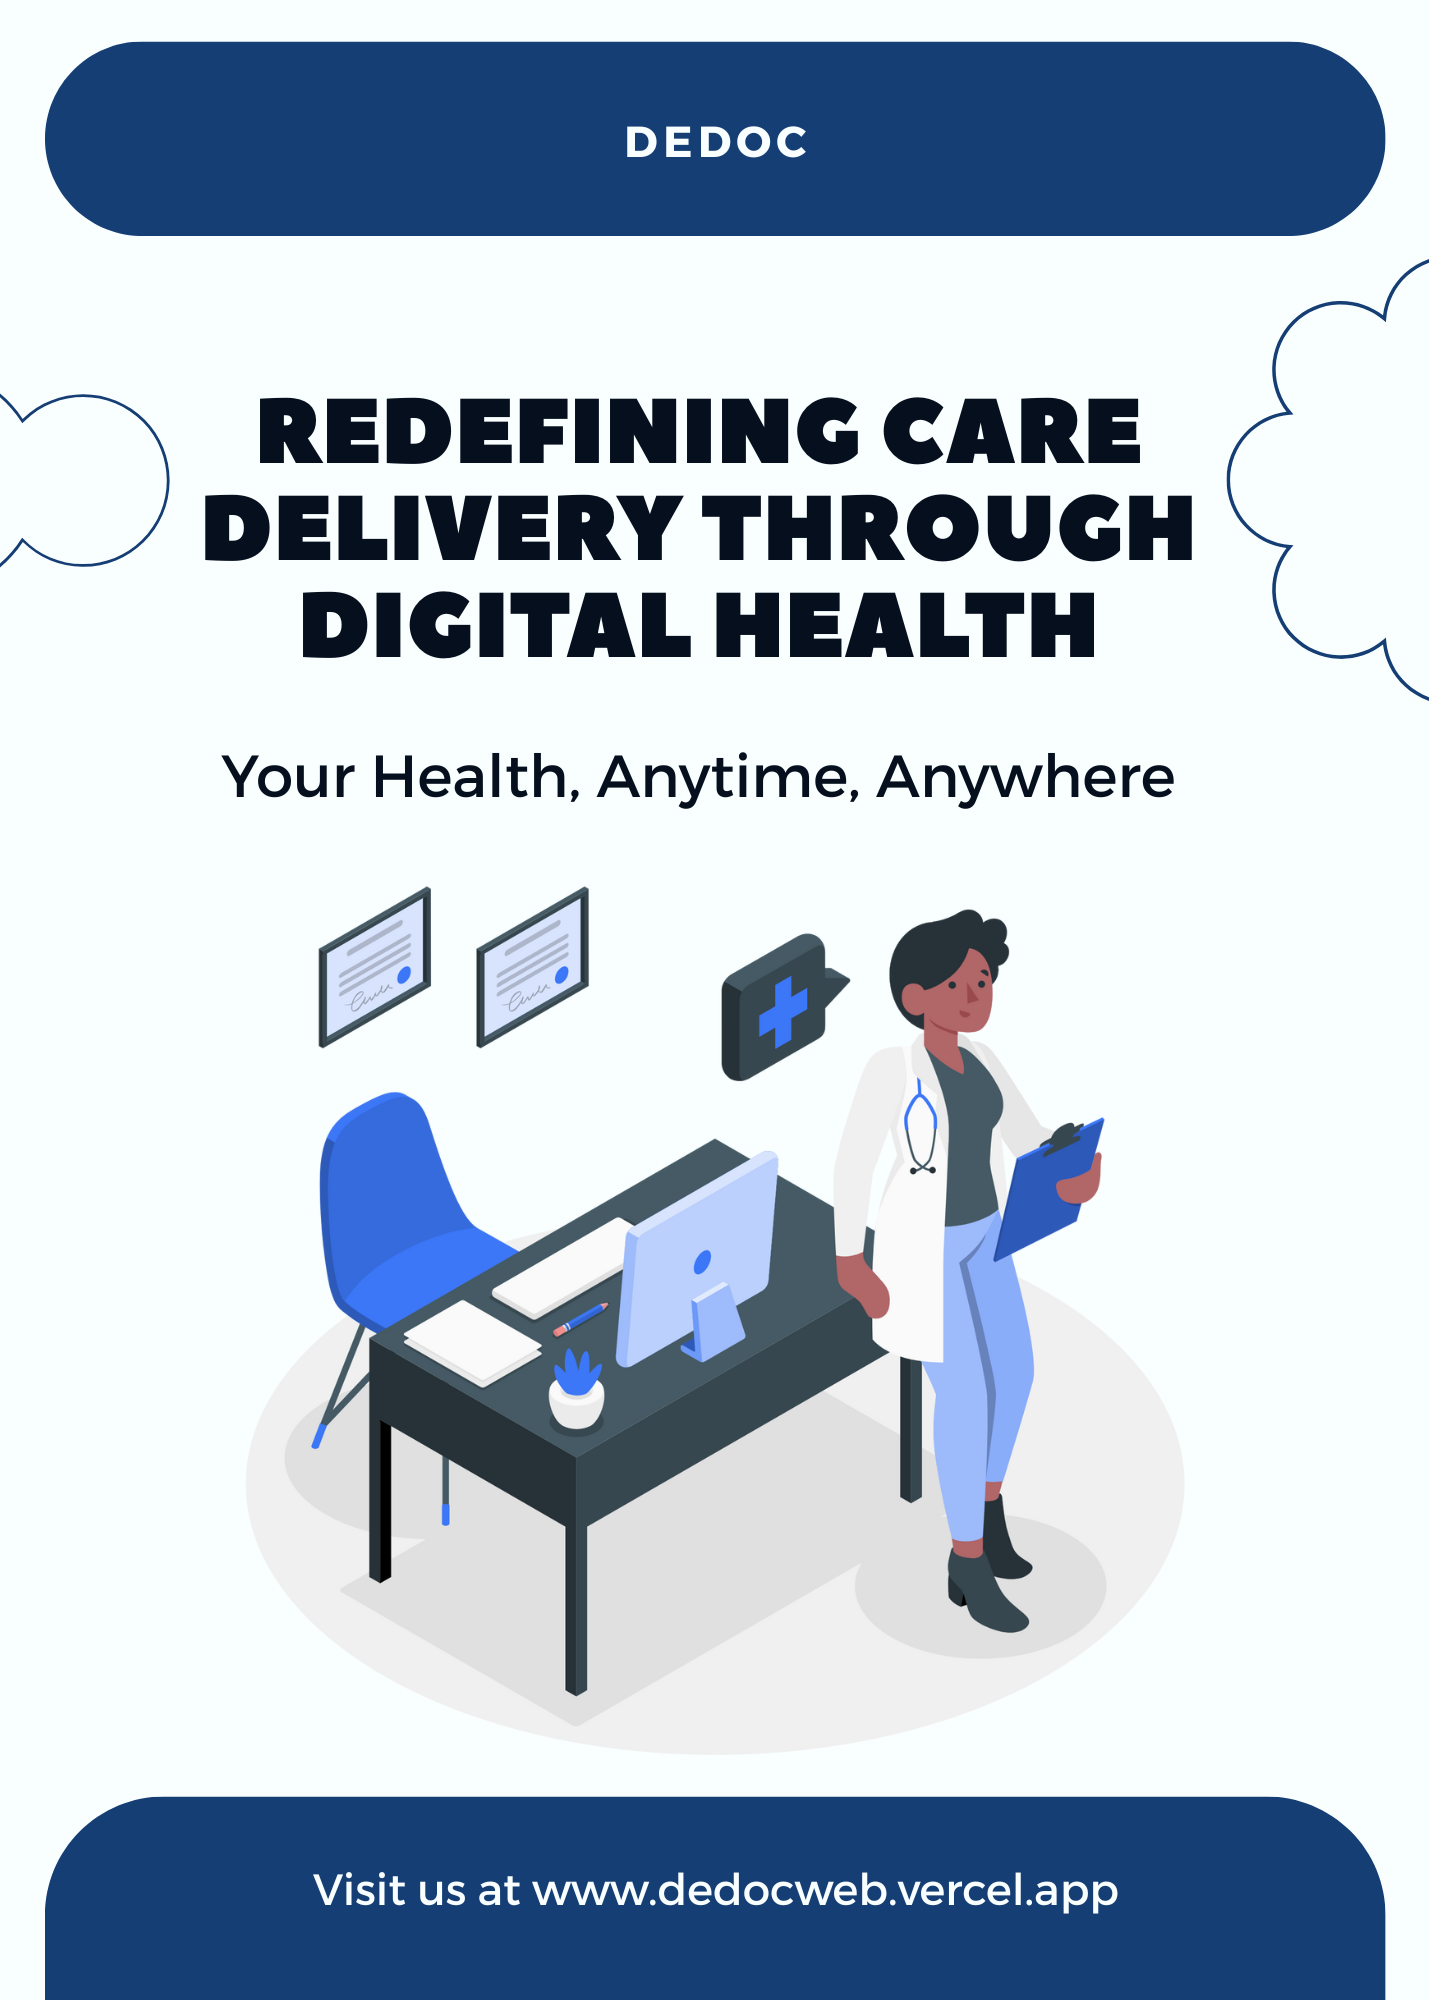 DEDOC
REDEFINING CARE
DELIVERY THROUGH
DIGITAL HEALTH
Your Health, Anytime, Anywhere
Visit us at www.dedocweb.vercel.app